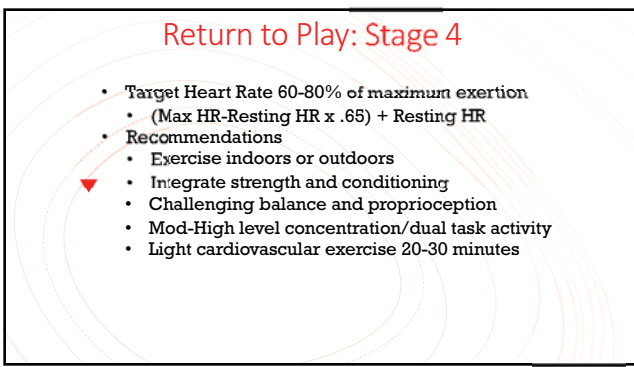 Return to Play: Stage 4
• Target Heart Rate 60-80% of maximum exertion
• (Max HR-Resting HR x .65) + Resting HR
• Recommendations
• Exercise indoors or outdoors
• Integrate strength and conditioning
• Challenging balance and proprioception
• Mod-High level concentration/dual task activity
• Light cardiovascular exercise 20-30 minutes